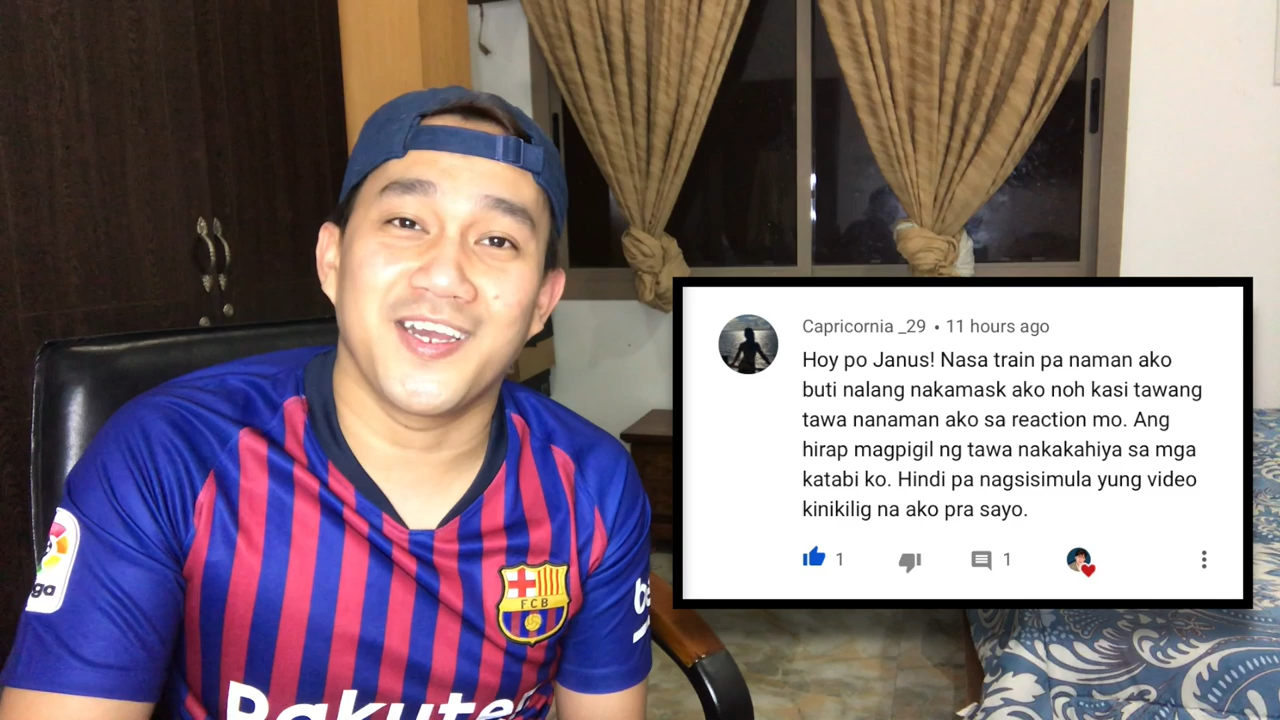 Capricornia _29 • 11 hours ago
Hoy po Janus! Nasa train pa naman ako
buti nalang nakamask ako noh kasi tawang
tawa nanaman ako sa reaction mo. Ang
hirap magpigil ng tawa nakakahiya sa mga
katabi ko. Hindi pa nagsisimula yung video
kinikilig na ako pra sayo.
1
1
FCB